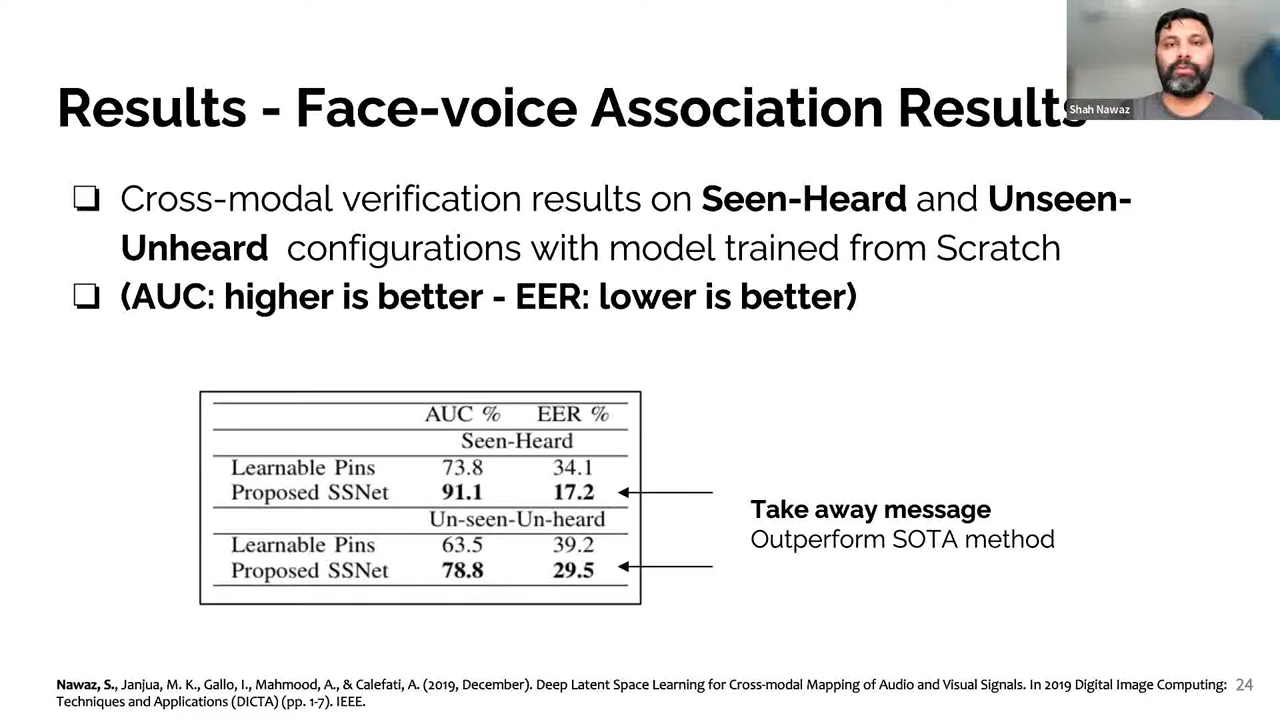 Shah Nawaz
Results - Face-voice Association Results
❏ Cross-modal verification results on Seen-Heard and Unseen-
Unheard configurations with model trained from Scratch
❏ (AUC: higher is better - EER: lower is better)
AUC % EER %
Seen-Heard
Learnable Pins 73.8 34.1
Proposed SSNet 91.1 17.2
Un-seen-Un-heard
Learnable Pins 63.5 39.2
Proposed SSNet 78.8 29.5
Take away message
Outperform SOTA method
Nawaz, S., Janjua, M. K., Gallo, I., Mahmood, A., & Calefati, A. (2019, December). Deep Latent Space Learning for Cross-modal Mapping of Audio and Visual Signals. In 2019 Digital Image Computing:
Techniques and Applications (DICTA) (pp. 1-7). IEEE.
24